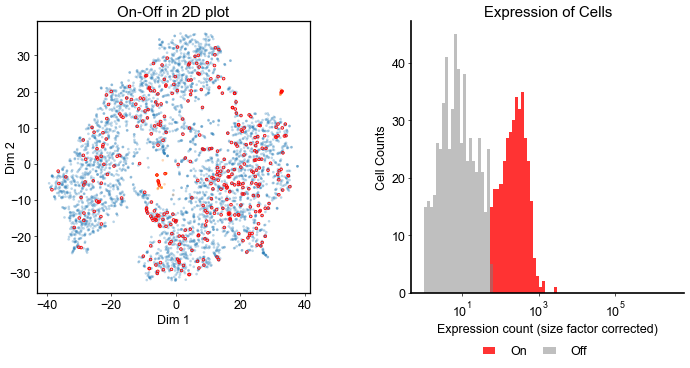 On-Off in 2D plot
Dim 2
30
20
10
0
−10
−20
−30
−40
−20
0
20
40
Dim 1
Expression of Cells
Cell Counts
40
30
20
10
0
10^1
10^3
10^5
Expression count (size factor corrected)
On
Off